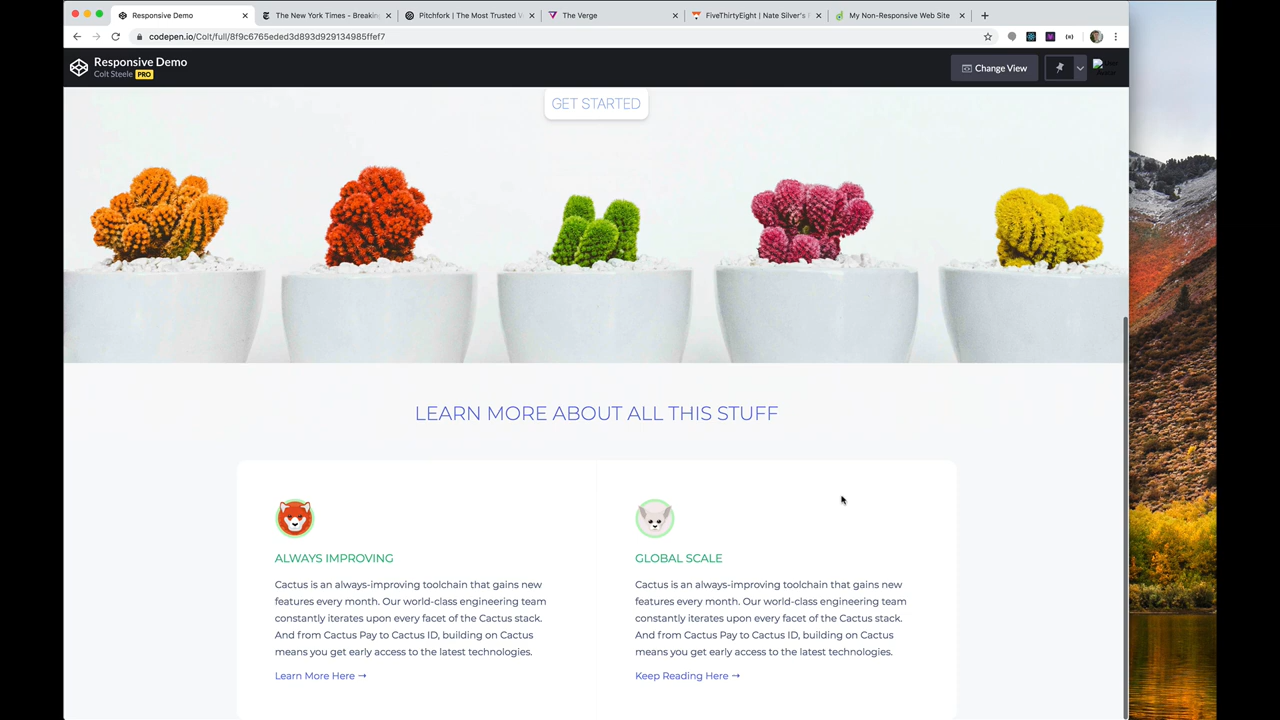 Responsive Demo
The New York Times - Breakin
Pitchfork | The Most Trusted V
The Verge
FiveThirtyEight | Nate Silver's
My Non-Responsive Web Site
codepen.io/Colt/full/8f9c6765eded3d893d929134985ffef7
Responsive Demo
Colt Steele PRO
Change View
GET STARTED
LEARN MORE ABOUT ALL THIS STUFF
ALWAYS IMPROVING
Cactus is an always-improving toolchain that gains new
features every month. Our world-class engineering team
constantly iterates upon every facet of the Cactus stack.
And from Cactus Pay to Cactus ID, building on Cactus
means you get early access to the latest technologies.
Learn More Here →
GLOBAL SCALE
Cactus is an always-improving toolchain that gains new
features every month. Our world-class engineering team
constantly iterates upon every facet of the Cactus stack.
And from Cactus Pay to Cactus ID, building on Cactus
means you get early access to the latest technologies.
Keep Reading Here →